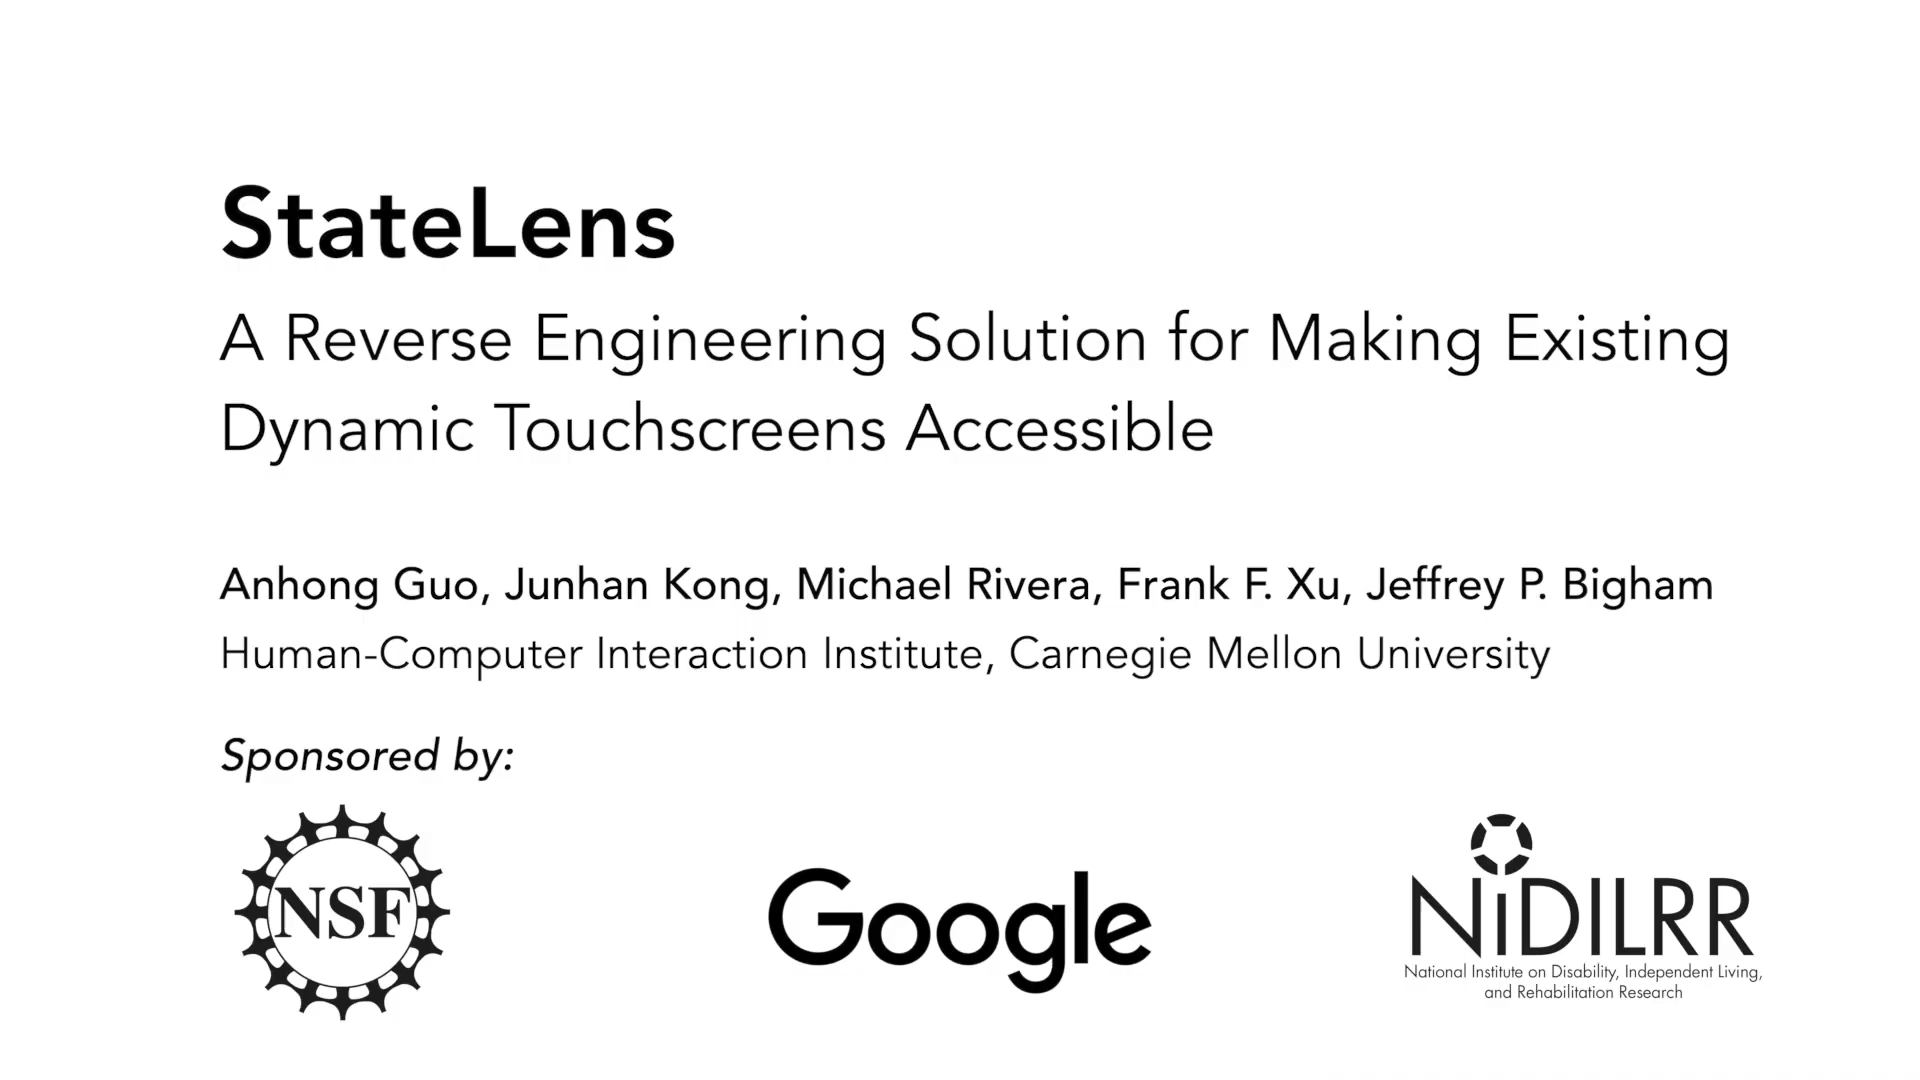 StateLens
A Reverse Engineering Solution for Making Existing
Dynamic Touchscreens Accessible
Anhong Guo, Junhan Kong, Michael Rivera, Frank F. Xu, Jeffrey P. Bigham
Human-Computer Interaction Institute, Carnegie Mellon University
Sponsored by:
NSF
Google
NiDILRR
National Institute on Disability, Independent Living,
and Rehabilitation Research